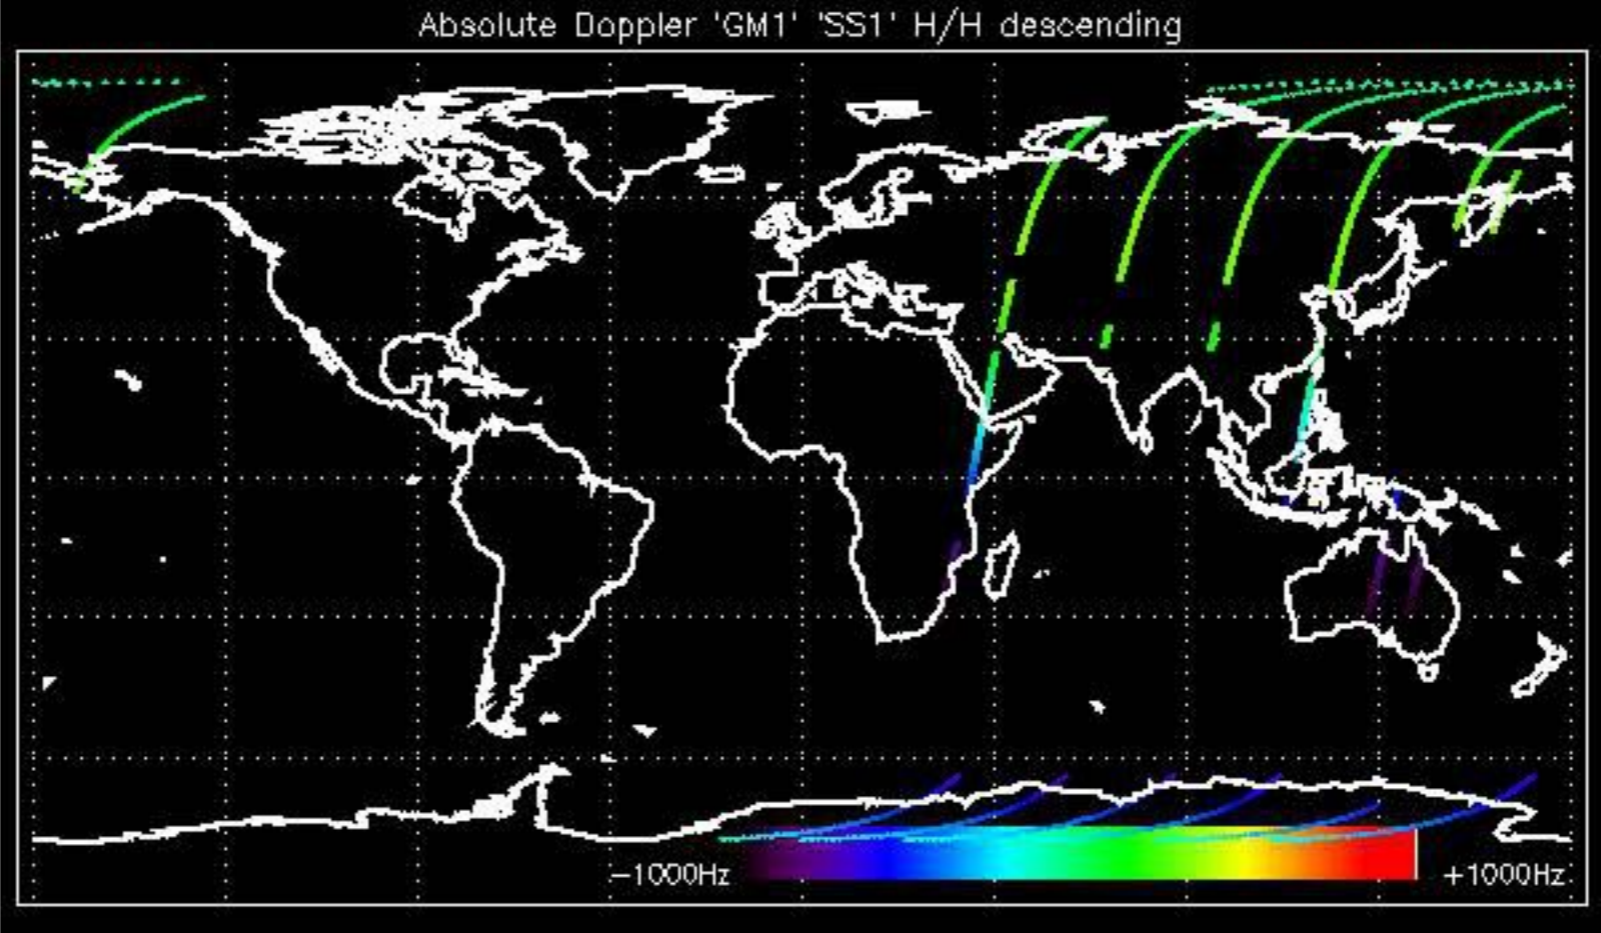 Absolute Doppler 'GM1' 'SS1' H/H descending
−1000Hz
+1000Hz